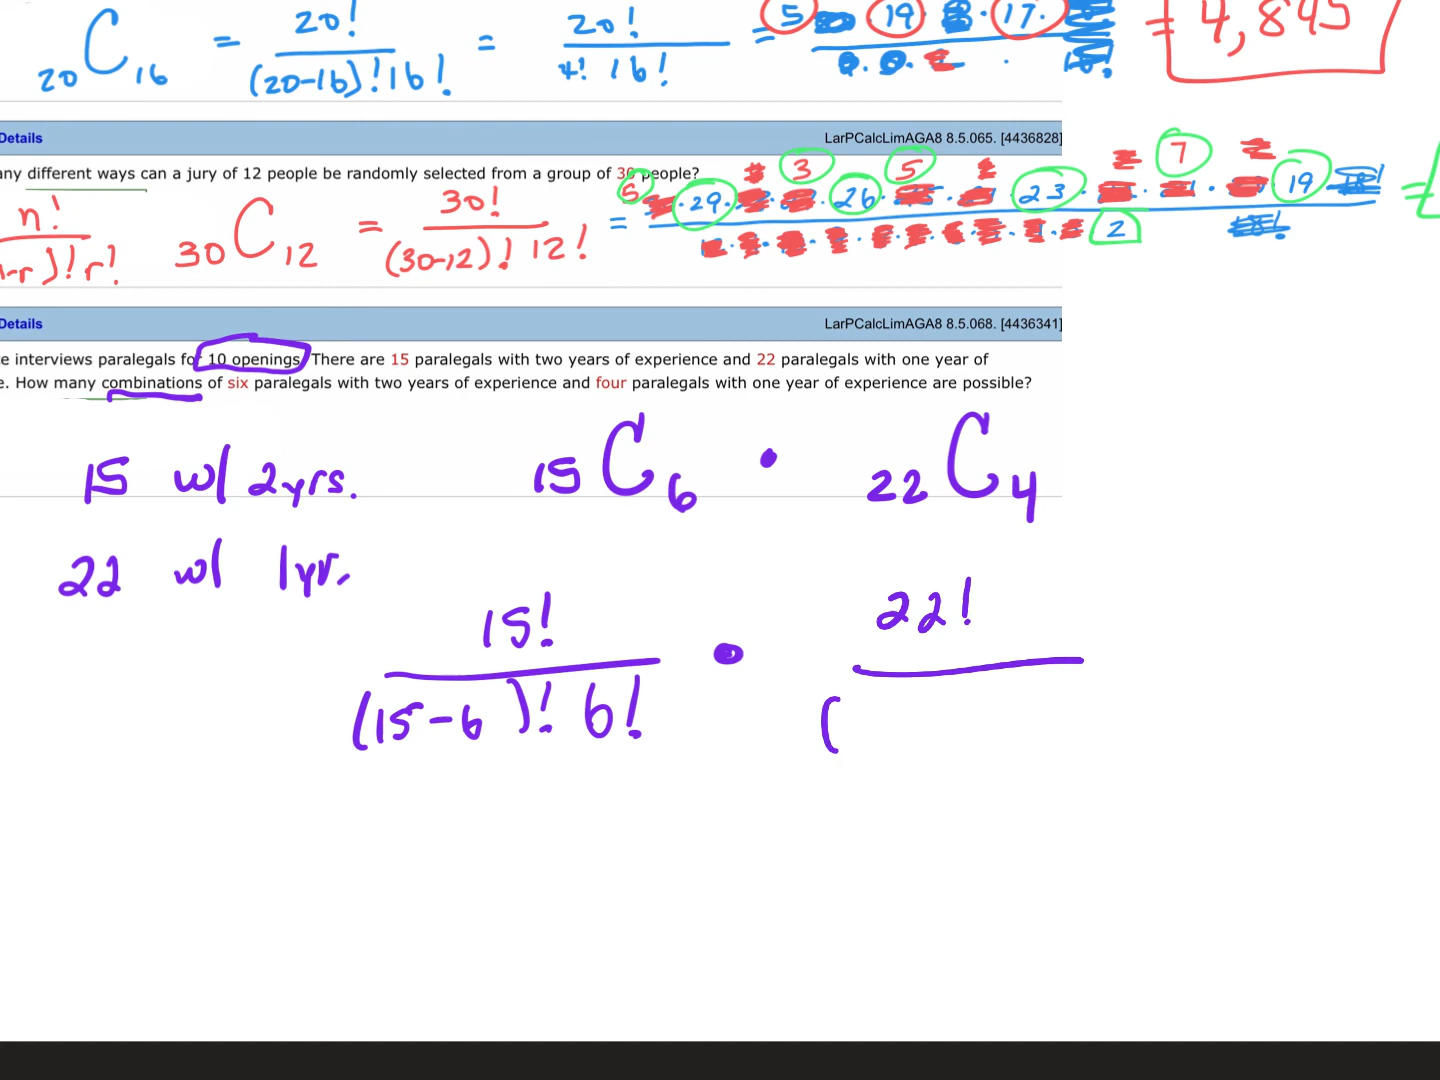 20C16 = 20!/(20-16)!16! = 20!/4! 16! = 5 · 19 · 17 · = 4,845
Details LarPCalcLimAGA8 8.5.065. [4436828]
any different ways can a jury of 12 people be randomly selected from a group of 30 people?
n!/-r)!r! 30C12 = 30!/(30-12)! 12! = 5 · 29 · 3 · 26 · 5 · 23 · 7 · 19 18!/2 18! =
Details LarPCalcLimAGA8 8.5.068. [4436341]
e interviews paralegals for 10 openings. There are 15 paralegals with two years of experience and 22 paralegals with one year of
e. How many combinations of six paralegals with two years of experience and four paralegals with one year of experience are possible?
15 w/ 2yrs. 15C6 · 22C4
22 w/ 1yr.
15!/(15-6)! 6! · 22!/(